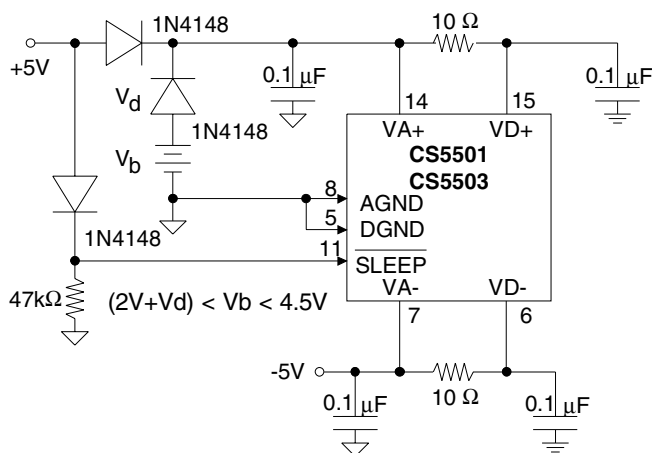 1N4148
10 Ω
+5V
0.1 µF
0.1 µF
Vd
14
15
1N4148
VA+
VD+
Vb
CS5501
CS5503
8
AGND
5
DGND
1N4148
11
SLEEP
47kΩ
(2V+Vd) < Vb < 4.5V
VA-
VD-
7
6
-5V
10 Ω
0.1 µF
0.1 µF